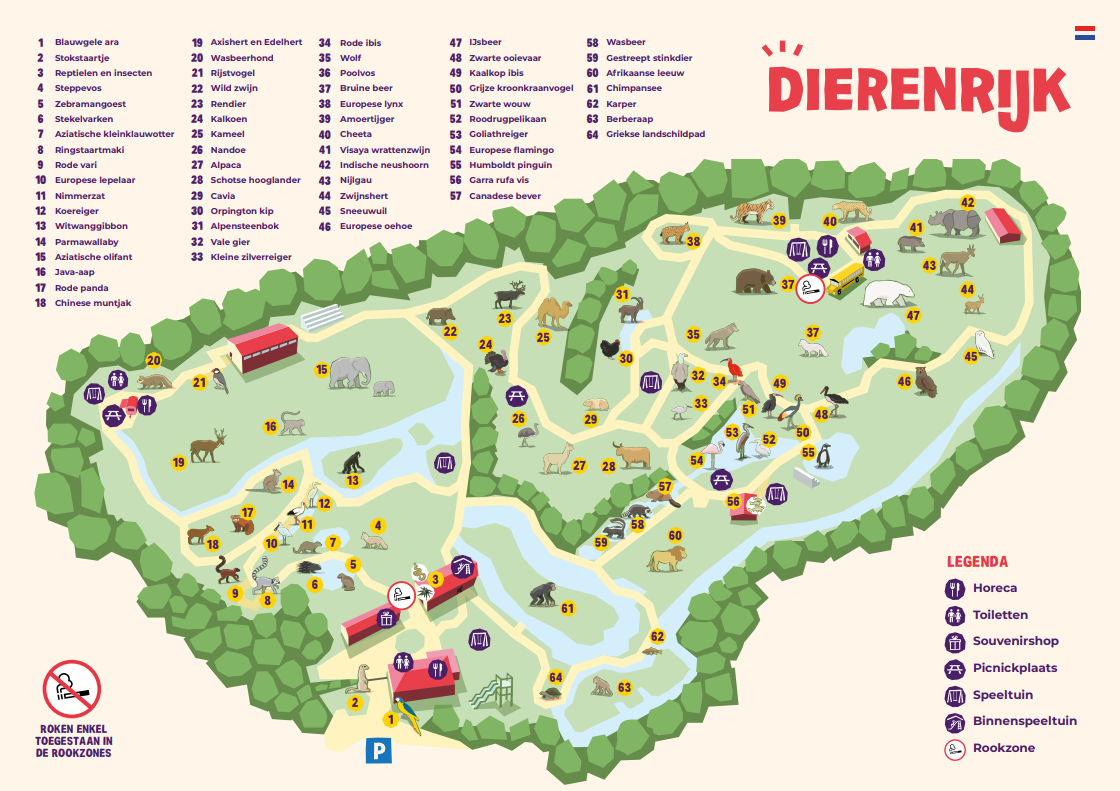 1 Blauwgele ara
2 Stokstaartje
3 Reptielen en insecten
4 Steppevos
5 Zebramangoest
6 Stekelvarken
7 Aziatische kleinklauwotter
8 Ringstaartmaki
9 Rode vari
10 Europese lepelaar
11 Nimmerzat
12 Koereiger
13 Witwanggibbon
14 Parmawallaby
15 Aziatische olifant
16 Java-aap
17 Rode panda
18 Chinese muntjak
19 Axishert en Edelhert
20 Wasbeerhond
21 Rijstvogel
22 Wild zwijn
23 Rendier
24 Kalkoen
25 Kameel
26 Nandoe
27 Alpaca
28 Schotse hooglander
29 Cavia
30 Orpington kip
31 Alpensteenbok
32 Vale gier
33 Kleine zilverreiger
34 Rode ibis
35 Wolf
36 Poolvos
37 Bruine beer
38 Europese lynx
39 Amoertijger
40 Cheeta
41 Visaya wrattenzwijn
42 Indische neushoorn
43 Nijlgau
44 Zwijnshert
45 Sneeuwuil
46 Europese oehoe
47 IJsbeer
48 Zwarte ooievaar
49 Kaalkop ibis
50 Grijze kroonkraanvogel
51 Zwarte wouw
52 Roodrugpelikaan
53 Goliathreiger
54 Europese flamingo
55 Humboldt pinguin
56 Garra rufa vis
57 Canadese bever
58 Wasbeer
59 Gestreept stinkdier
60 Afrikaanse leeuw
61 Chimpansee
62 Karper
63 Berberaap
64 Griekse landschildpad
DIERENRIJK
42
39
40
41
38
43
37
31
44
47
23
22
25
35
37
24
30
45
20
15
21
32
34
49
46
29
33
51
48
26
16
53
52
50
19
54
55
27
28
13
14
57
56
12
17
11
58
4
18
10
7
59
60
5
3
6
9
8
61
62
64
63
2
1
P
LEGENDA
Horeca
Toiletten
Souvenirshop
Picnickplaats
Speeltuin
Binnenspeeltuin
Rookzone
ROKEN ENKEL
TOEGESTAAN IN
DE ROOKZONES